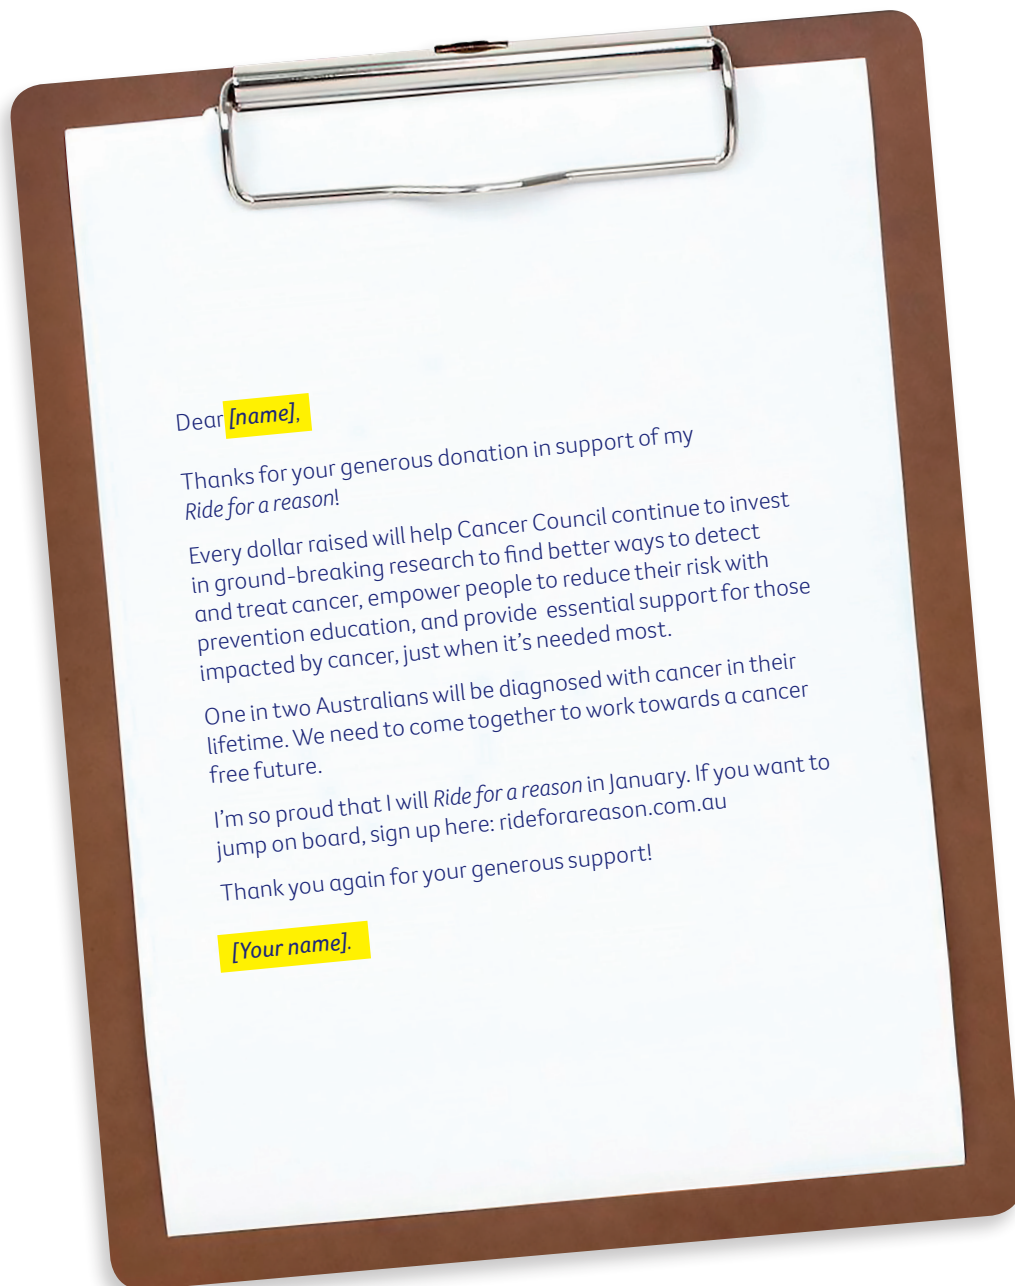 Dear [name],
Thanks for your generous donation in support of my
Ride for a reason!
Every dollar raised will help Cancer Council continue to invest
in ground-breaking research to find better ways to detect
and treat cancer, empower people to reduce their risk with
prevention education, and provide  essential support for those
impacted by cancer, just when it’s needed most.
One in two Australians will be diagnosed with cancer in their
lifetime. We need to come together to work towards a cancer
free future.
I’m so proud that I will Ride for a reason in January. If you want to
jump on board, sign up here: rideforareason.com.au
Thank you again for your generous support!
[Your name].